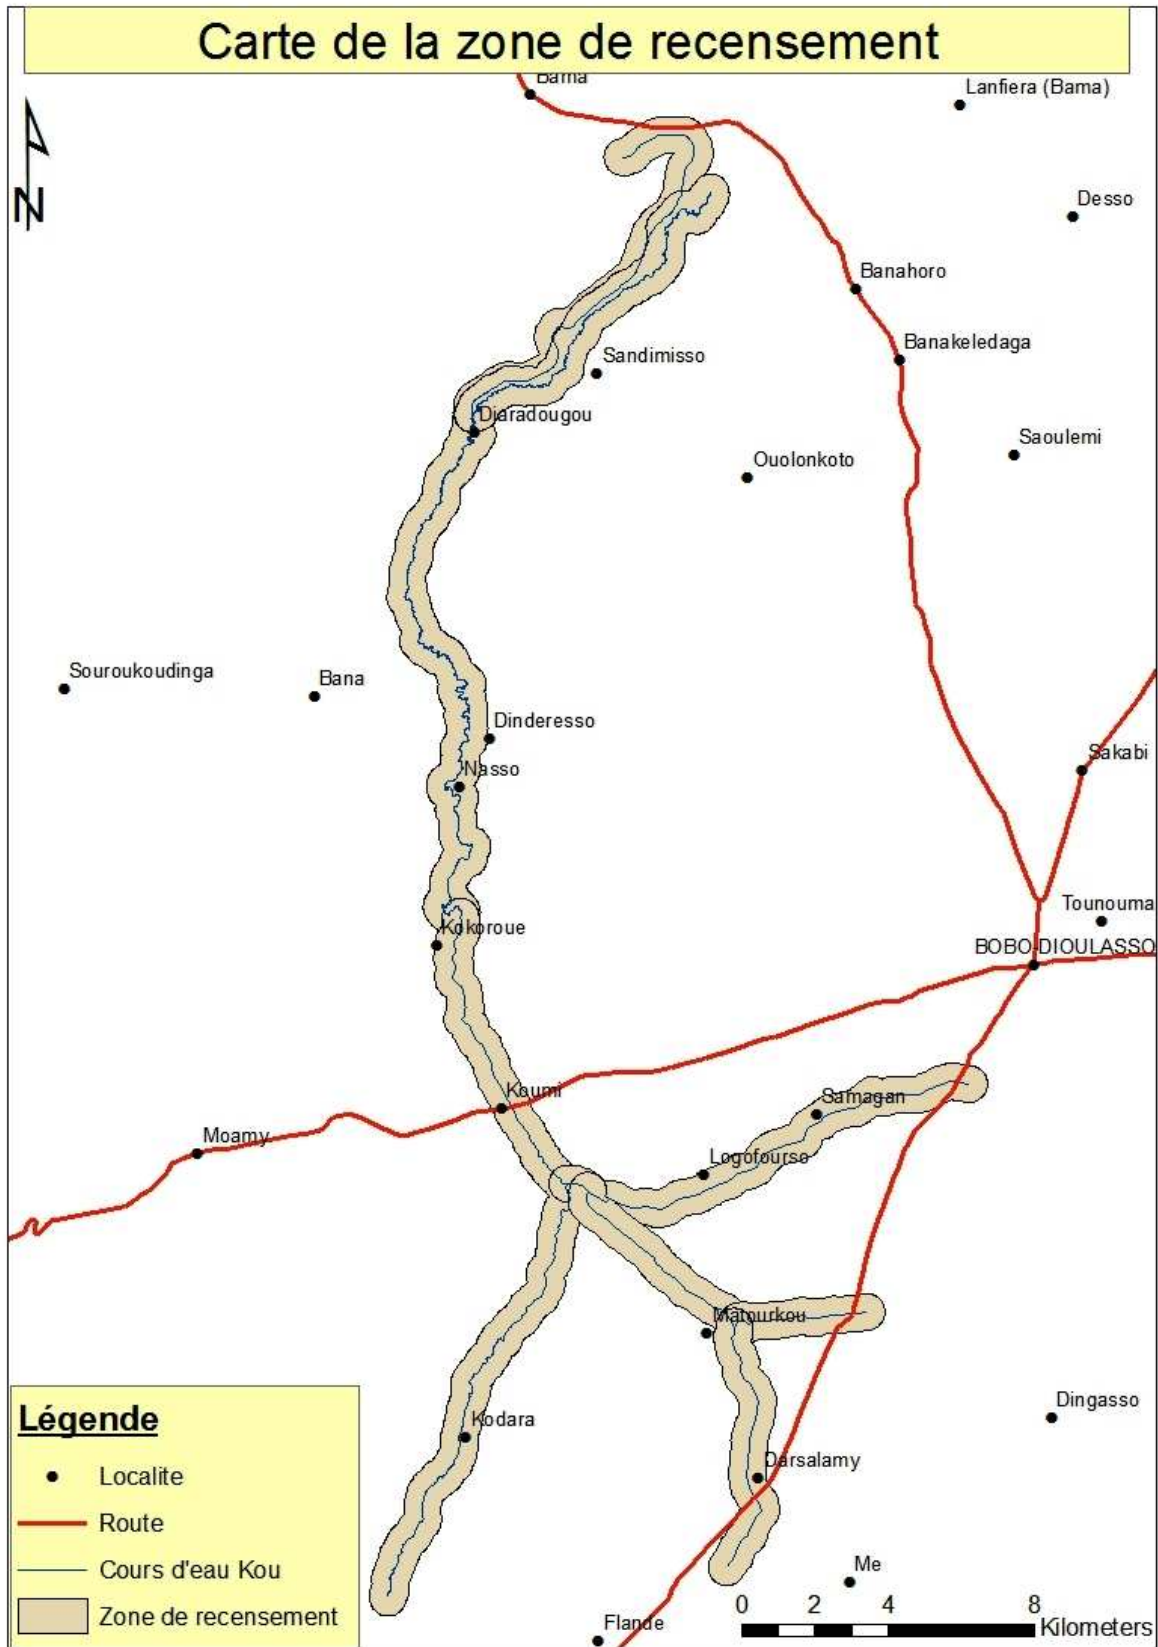 Carte de la zone de recensement
Bama
Lanfiera (Bama)
N
Desso
Banahoro
Banakeledaga
Sandimisso
Diaradougou
Saoulemi
Ouolonkoto
Souroukoudinga
Bana
Dinderesso
Sakabi
Nasso
Tounouma
Kokoroue
BOBO-DIOULASSO
Koumi
Samagan
Moamy
Logofourso
Matourkou
Dingasso
Kodara
Darsalamy
Me
Flande
Légende
Localite
Route
Cours d'eau Kou
Zone de recensement
0 2 4 8
Kilometers